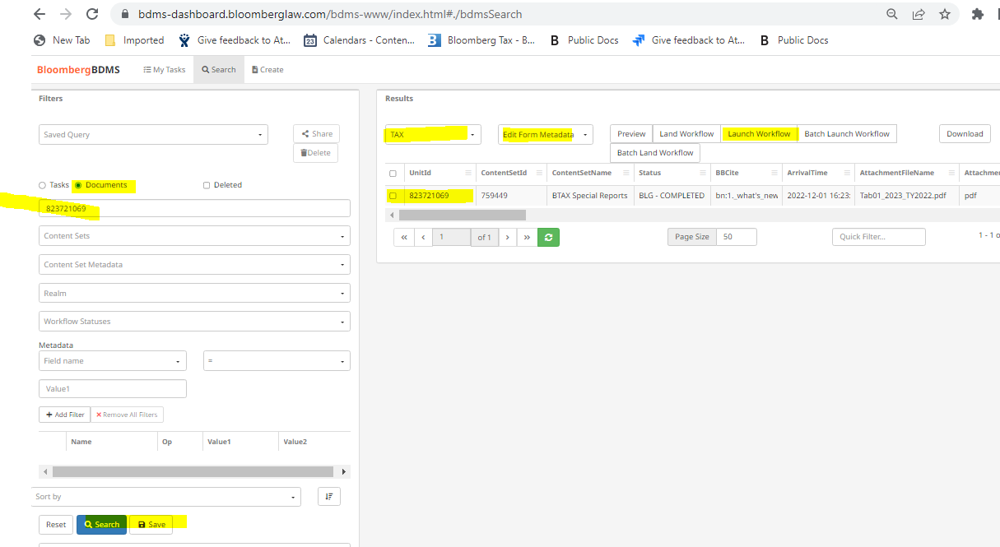 bdms-dashboard.bloomberglaw.com/bdms-www/index.html#./bdmsSearch
New Tab Imported Give feedback to At... 23 Calendars - Conten... B Bloomberg Tax - B... B Public Docs Give feedback to At... B Public Docs
BloombergBDMS My Tasks Search Create
Filters
Saved Query
Share
Delete
Tasks Documents Deleted
823721069
Content Sets
Content Set Metadata
Realm
Workflow Statuses
Metadata
Field name =
Value1
+ Add Filter × Remove All Filters
Name Op Value1 Value2
Sort by
Reset Search Save
Results
TAX Edit Form Metadata Preview Land Workflow Launch Workflow Batch Launch Workflow Download
Batch Land Workflow
UnitId ContentSetId ContentSetName Status BBCite ArrivalTime AttachmentFileName Attachmen
823721069 759449 BTAX Special Reports BLG - COMPLETED bn:1._what's_new 2022-12-01 16:23: Tab01_2023_TY2022.pdf pdf
« ‹ 1 of 1 › » Page Size 50 Quick Filter... 1 - 1 o